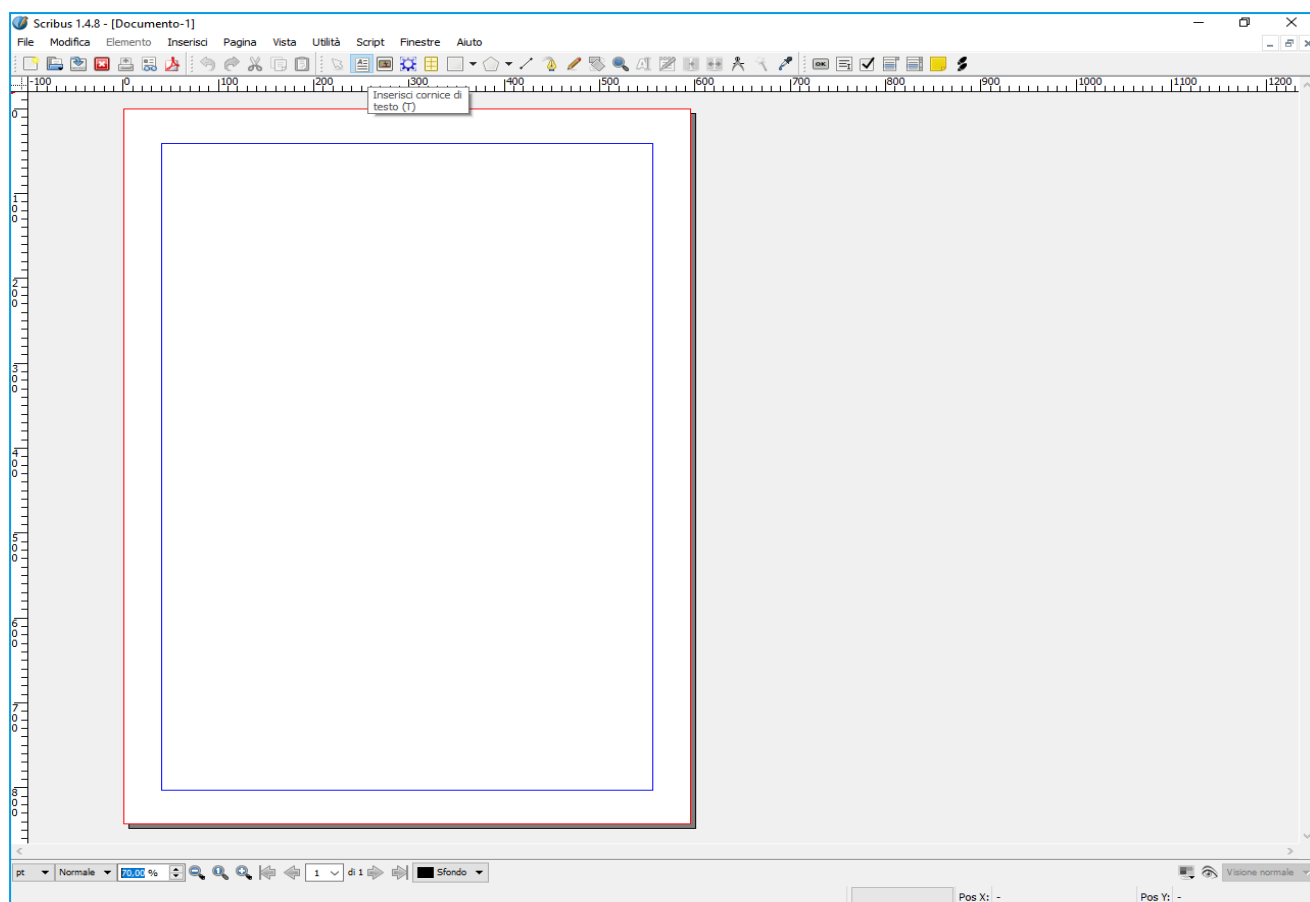 Scribus 1.4.8 - [Documento-1]
File Modifica Elemento Inserisci Pagina Vista Utilità Script Finestre Aiuto
OK
-100 0 100 200 300 400 500 600 700 800 900 1000 1100 1200
Inserisci cornice di
testo (T)
0
100
200
300
400
500
600
700
800
pt Normale 70,00 % 1 di 1 Sfondo Visione normale
Pos X: - Pos Y: -